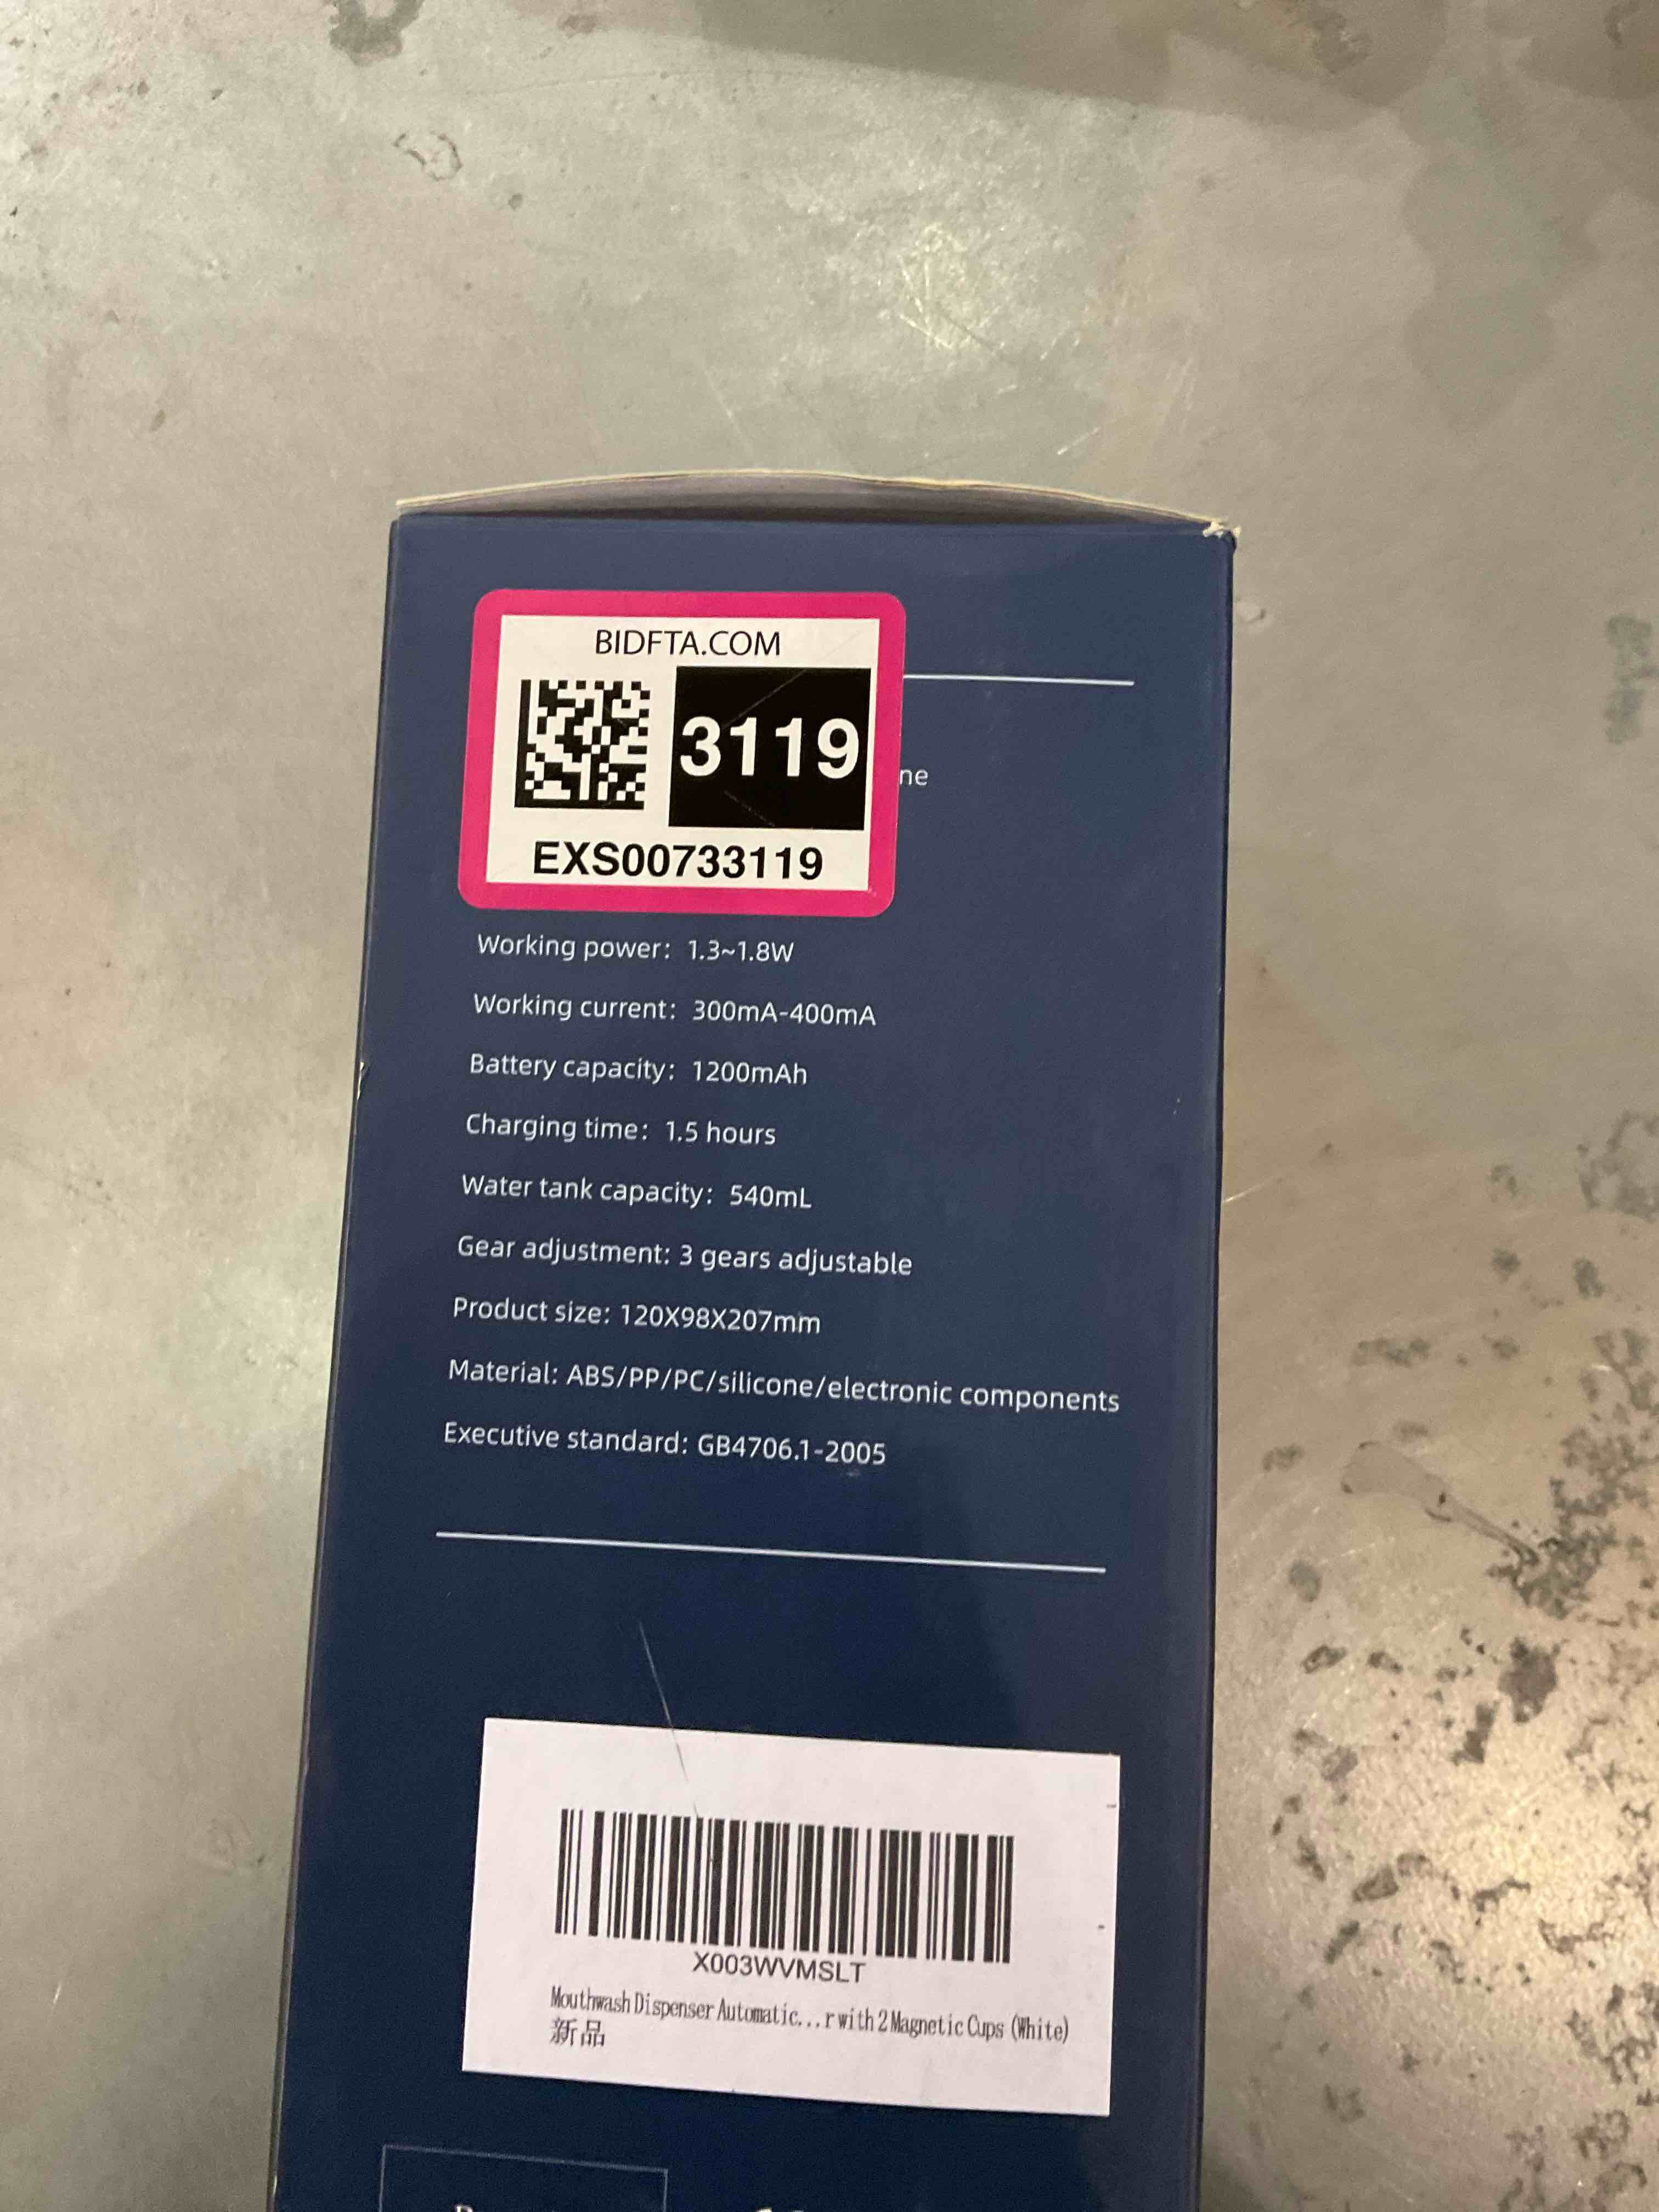 BIDFTA.COM
3119
ne
EXS00733119
Working power: 1.3~1.8W
Working current: 300mA-400mA
Battery capacity: 1200mAh
Charging time: 1.5 hours
Water tank capacity: 540mL
Gear adjustment: 3 gears adjustable
Product size: 120X98X207mm
Material: ABS/PP/PC/silicone/electronic components
Executive standard: GB4706.1-2005
X003WVMSLT
Mouthwash Dispenser Automatic...r with 2 Magnetic Cups (White)
新品